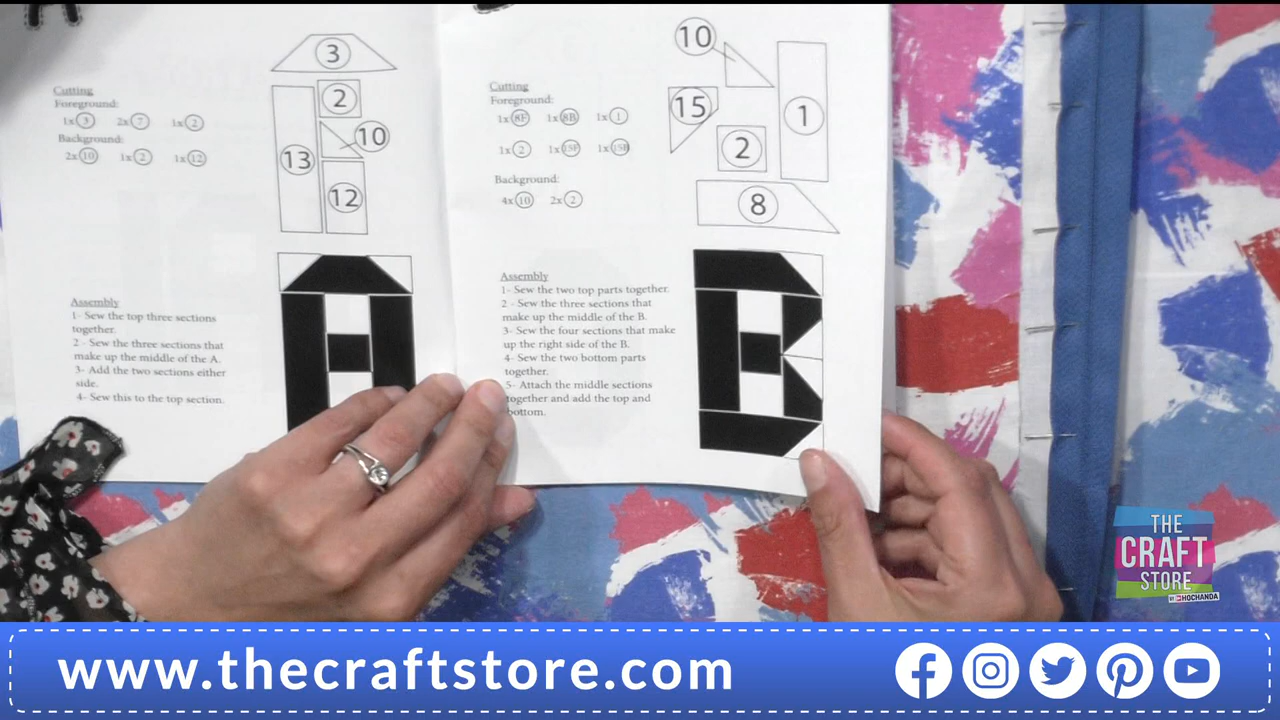 Cutting
Foreground:
1x 3 2x 7 1x 2
Background:
2x 10 1x 2 1x 12
3
2
10
13
12
Assembly
1- Sew the top three sections
together.
2 - Sew the three sections that
make up the middle of the A.
3- Add the two sections either
side.
4- Sew this to the top section.
Cutting
Foreground:
1x 8F 1x 8B 1x 1
1x 2 1x 15F 1x 15B
Background:
4x 10 2x 2
10
15
1
2
8
Assembly
1- Sew the two top parts together.
2 - Sew the three sections that
make up the middle of the B.
3- Sew the four sections that make
up the right side of the B.
4- Sew the two bottom parts
together.
5- Attach the middle sections
together and add the top and
bottom.
THE
CRAFT
STORE
BY HOCHANDA
www.thecraftstore.com